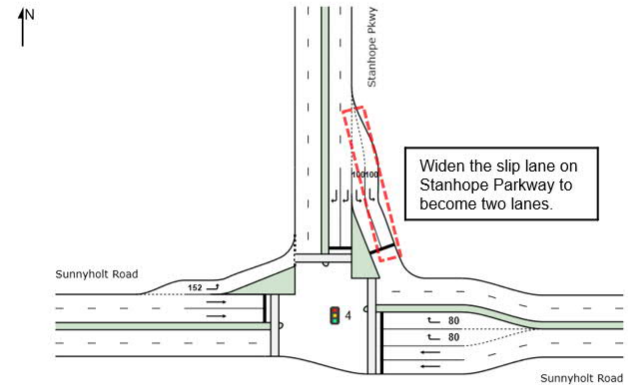 N
Stanhope Pkwy
100100
Widen the slip lane on
Stanhope Parkway to
become two lanes.
Sunnyholt Road
152
4
80
80
Sunnyholt Road